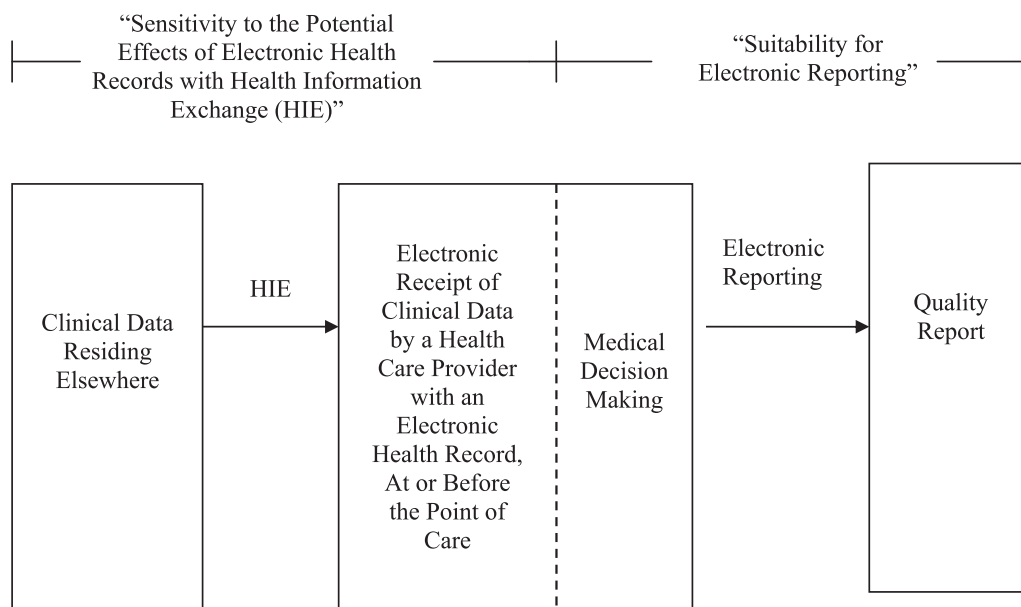 “Sensitivity to the Potential
Effects of Electronic Health
Records with Health Information
Exchange (HIE)”
“Suitability for
Electronic Reporting”
Clinical Data
Residing
Elsewhere
HIE
Electronic
Receipt of
Clinical Data
by a Health
Care Provider
with an
Electronic
Health Record,
At or Before
the Point of
Care
Medical
Decision
Making
Electronic
Reporting
Quality
Report